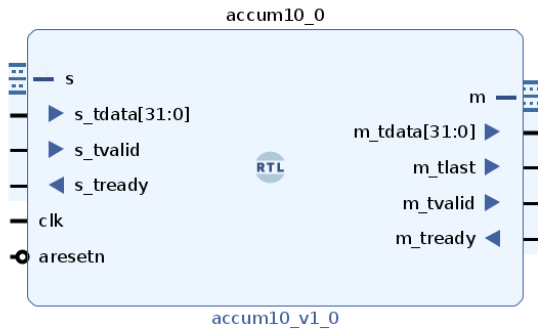 accum10_0
s
s_tdata[31:0]
s_tvalid
s_tready
clk
aresetn
RTL
m
m_tdata[31:0]
m_tlast
m_tvalid
m_tready
accum10_v1_0